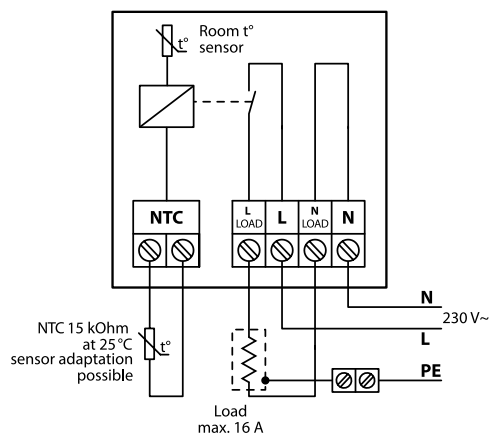 Room t°
sensor
t°
NTC
L
LOAD
L
N
LOAD
N
N
230 V~
L
PE
NTC 15 kOhm
at 25°C
sensor adaptation
possible
t°
Load
max. 16 A